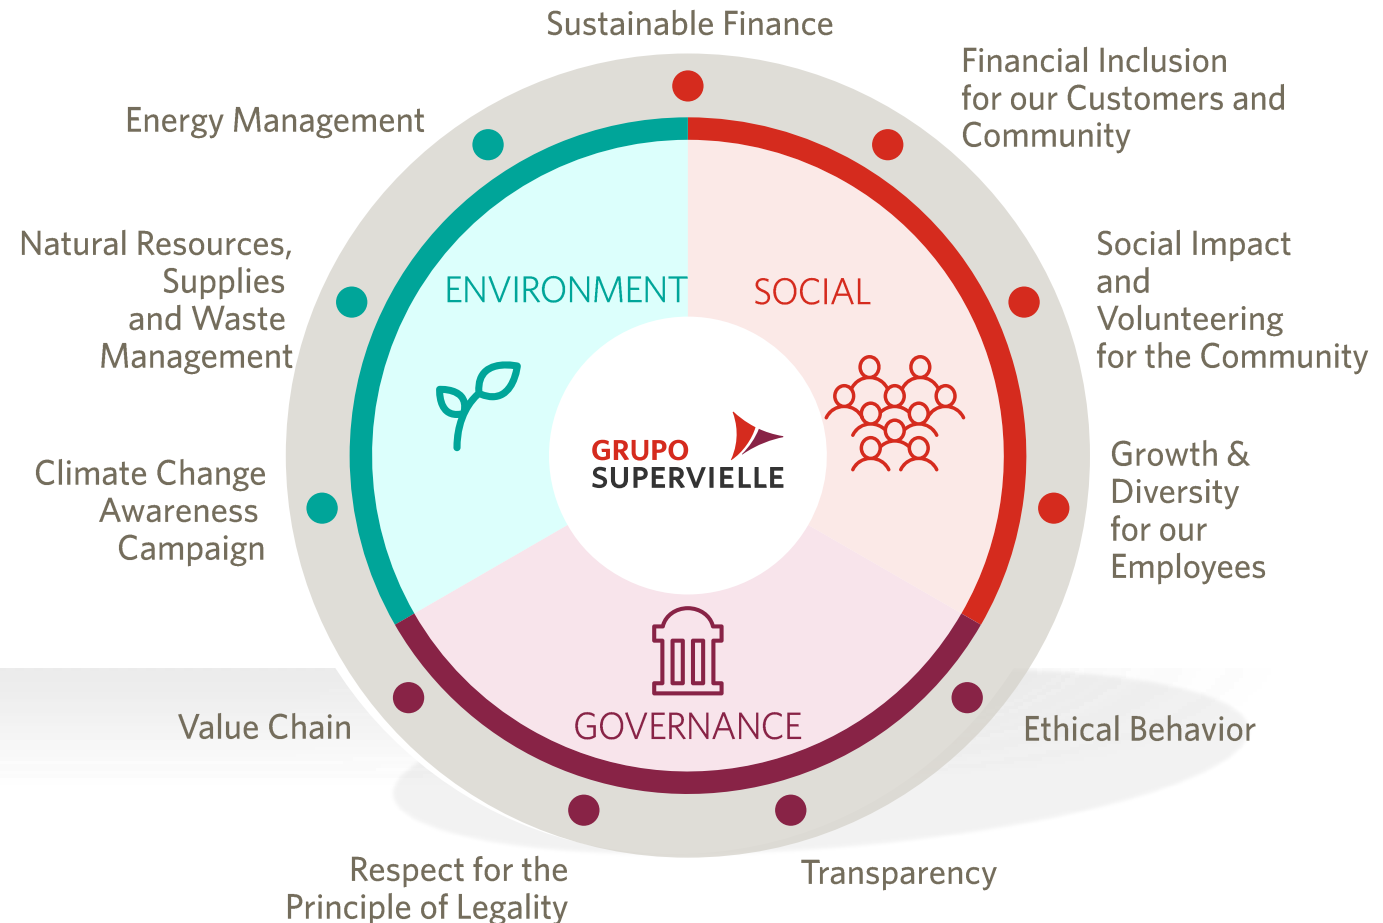 Sustainable Finance
Financial Inclusion
for our Customers and
Community
Energy Management
Natural Resources,
Supplies
and Waste
Management
Social Impact
and
Volunteering
for the Community
ENVIRONMENT
SOCIAL
GRUPO
SUPERVIELLE
Climate Change
Awareness
Campaign
Growth &
Diversity
for our
Employees
GOVERNANCE
Value Chain
Ethical Behavior
Respect for the
Principle of Legality
Transparency